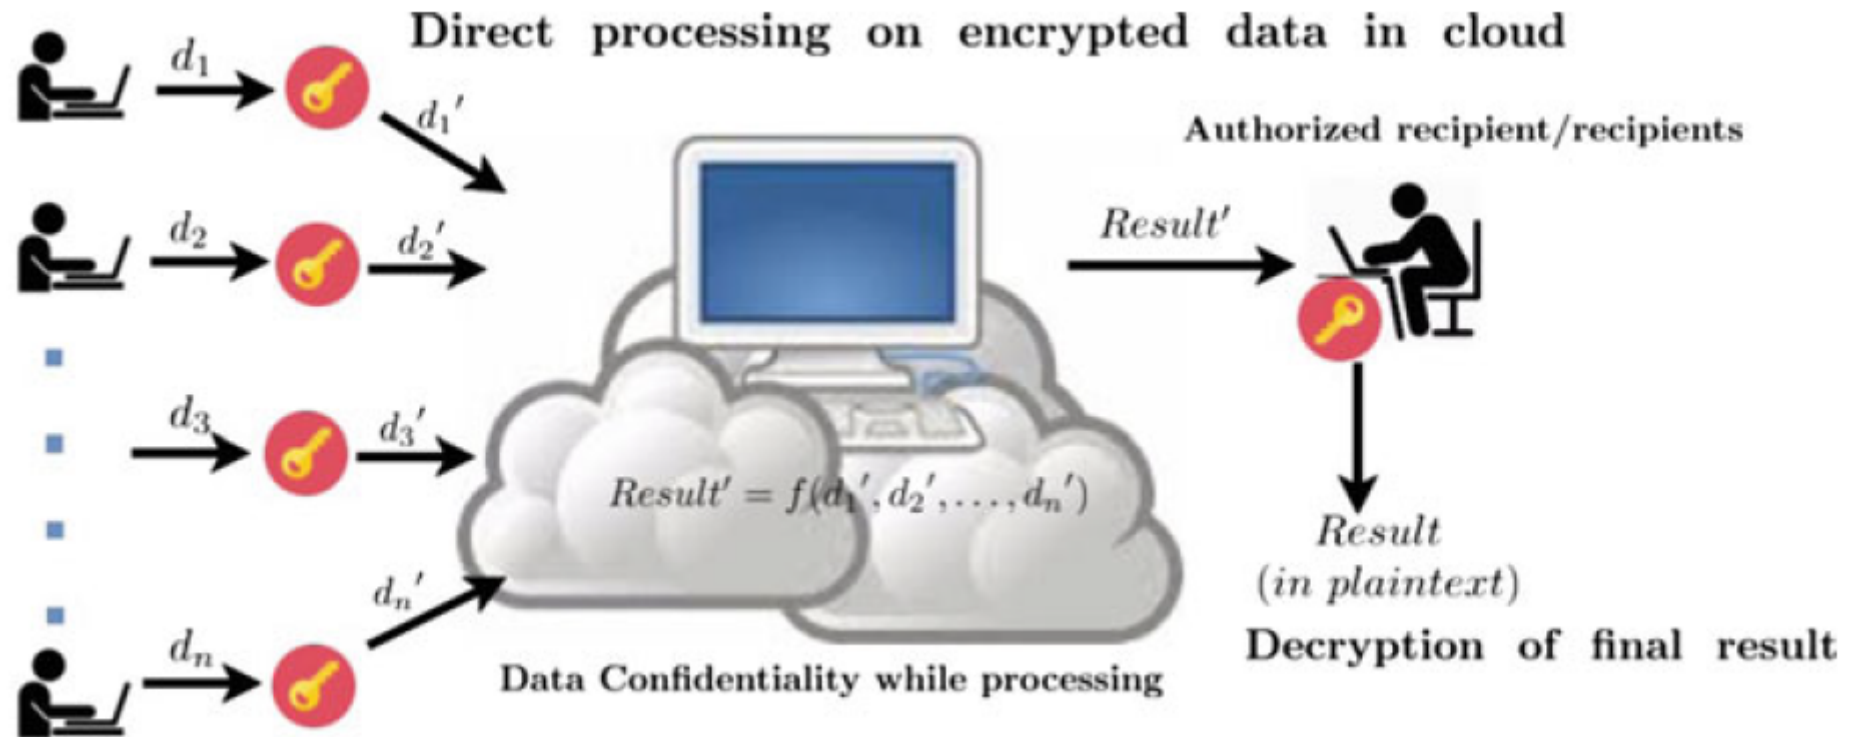 Direct processing on encrypted data in cloud
d₁
d₁′
Authorized recipient/recipients
d₂
d₂′
Result′
d₃
d₃′
Result′ = f(d₁′, d₂′, . . . , dₙ′)
Result
(in plaintext)
dₙ′
dₙ
Decryption of final result
Data Confidentiality while processing